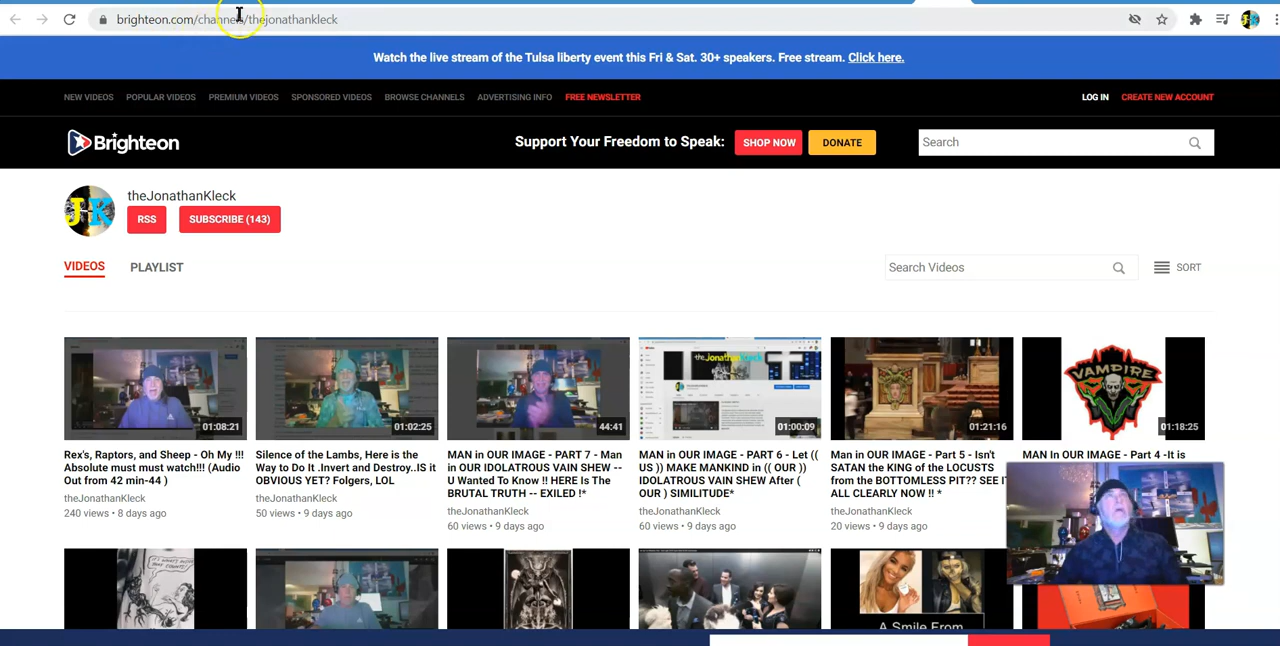 brighteon.com/channels/thejonathankleck
Watch the live stream of the Tulsa liberty event this Fri & Sat. 30+ speakers. Free stream. Click here.
NEW VIDEOS POPULAR VIDEOS PREMIUM VIDEOS SPONSORED VIDEOS BROWSE CHANNELS ADVERTISING INFO FREE NEWSLETTER LOG IN CREATE NEW ACCOUNT
Brighteon Support Your Freedom to Speak: SHOP NOW DONATE Search
theJonathanKleck
RSS SUBSCRIBE (143)
VIDEOS PLAYLIST Search Videos SORT
theJonathanKleck
VAMPIRE
01:08:21 01:02:25 44:41 01:00:09 01:21:16 01:18:25
Rex's, Raptors, and Sheep - Oh My !!!
Absolute must must watch!!! (Audio
Out from 42 min-44 )
theJonathanKleck
240 views • 8 days ago
Silence of the Lambs, Here is the
Way to Do It .Invert and Destroy..IS it
OBVIOUS YET? Folgers, LOL
theJonathanKleck
50 views • 9 days ago
MAN in OUR IMAGE - PART 7 - Man
in OUR IDOLATROUS VAIN SHEW --
U Wanted To Know !! HERE Is The
BRUTAL TRUTH -- EXILED !*
theJonathanKleck
60 views • 9 days ago
MAN in OUR IMAGE - PART 6 - Let ((
US )) MAKE MANKIND in (( OUR ))
IDOLATROUS VAIN SHEW After (
OUR ) SIMILITUDE*
theJonathanKleck
60 views • 9 days ago
Man in OUR IMAGE - Part 5 - Isn't
SATAN the KING of the LOCUSTS
from the BOTTOMLESS PIT?? SEE I
ALL CLEARLY NOW !! *
theJonathanKleck
20 views • 9 days ago
MAN In OUR IMAGE - Part 4 -It is
A Smile From